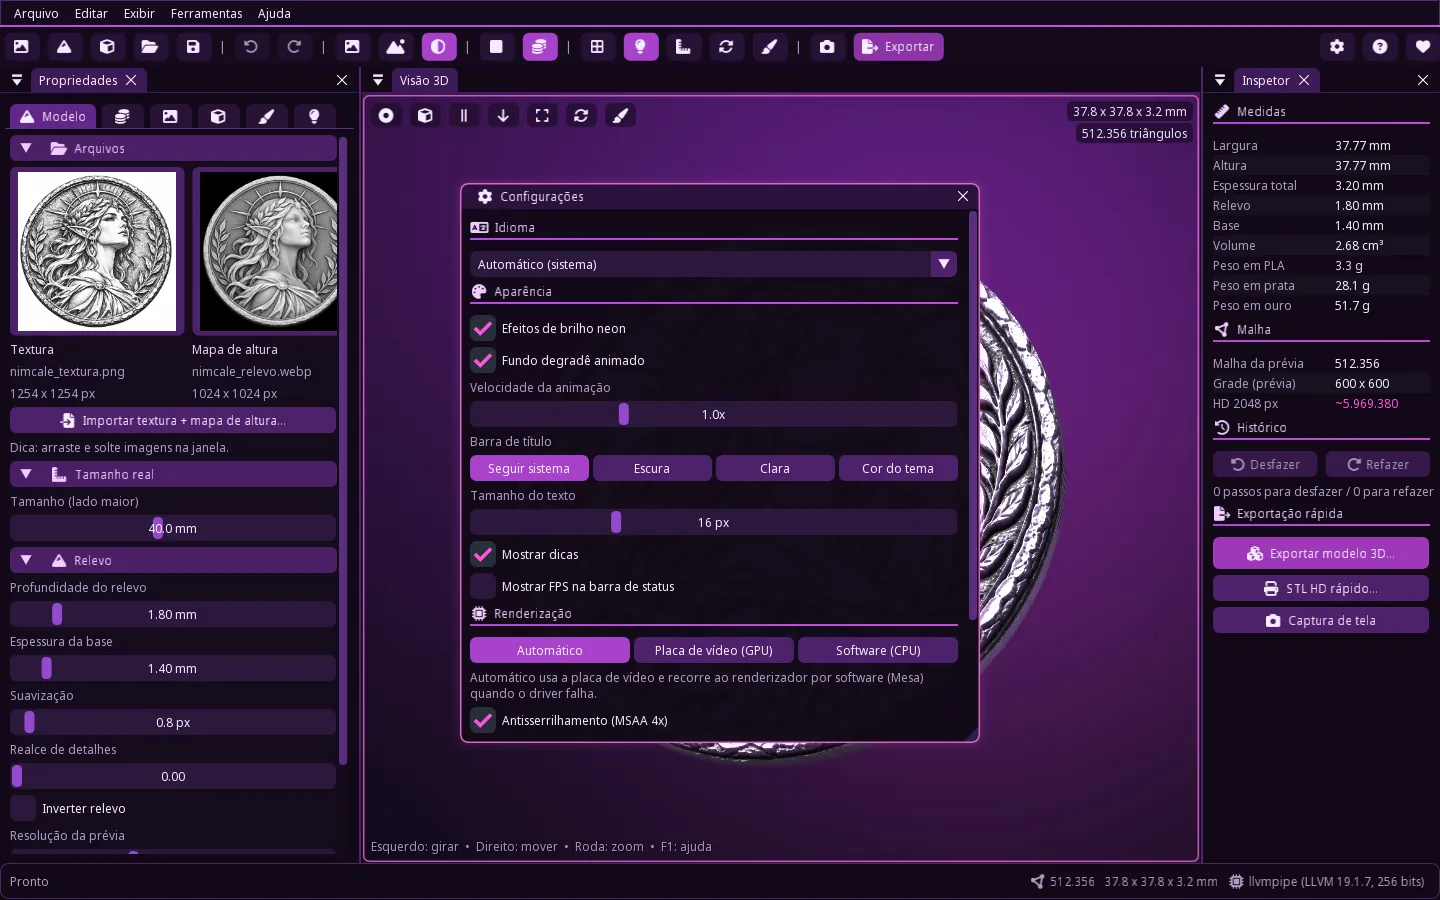 Arquivo Editar Exibir Ferramentas Ajuda
Exportar
Propriedades
Visão 3D
Inspetor
Modelo
Arquivos
Textura
nimcale_textura.png
1254 x 1254 px
Mapa de altura
nimcale_relevo.webp
1024 x 1024 px
Importar textura + mapa de altura...
Dica: arraste e solte imagens na janela.
Tamanho real
Tamanho (lado maior)
40.0 mm
Relevo
Profundidade do relevo
1.80 mm
Espessura da base
1.40 mm
Suavização
0.8 px
Realce de detalhes
0.00
Inverter relevo
Resolução da prévia
37.8 x 37.8 x 3.2 mm
512.356 triângulos
Configurações
Idioma
Automático (sistema)
Aparência
Efeitos de brilho neon
Fundo degradê animado
Velocidade da animação
1.0x
Barra de título
Seguir sistema Escura Clara Cor do tema
Tamanho do texto
16 px
Mostrar dicas
Mostrar FPS na barra de status
Renderização
Automático Placa de vídeo (GPU) Software (CPU)
Automático usa a placa de vídeo e recorre ao renderizador por software (Mesa)
quando o driver falha.
Antisserrilhamento (MSAA 4x)
Esquerdo: girar • Direito: mover • Roda: zoom • F1: ajuda
Medidas
Largura 37.77 mm
Altura 37.77 mm
Espessura total 3.20 mm
Relevo 1.80 mm
Base 1.40 mm
Volume 2.68 cm³
Peso em PLA 3.3 g
Peso em prata 28.1 g
Peso em ouro 51.7 g
Malha
Malha da prévia 512.356
Grade (prévia) 600 x 600
HD 2048 px ~5.969.380
Histórico
Desfazer Refazer
0 passos para desfazer / 0 para refazer
Exportação rápida
Exportar modelo 3D...
STL HD rápido...
Captura de tela
Pronto
512.356 37.8 x 37.8 x 3.2 mm llvmpipe (LLVM 19.1.7, 256 bits)